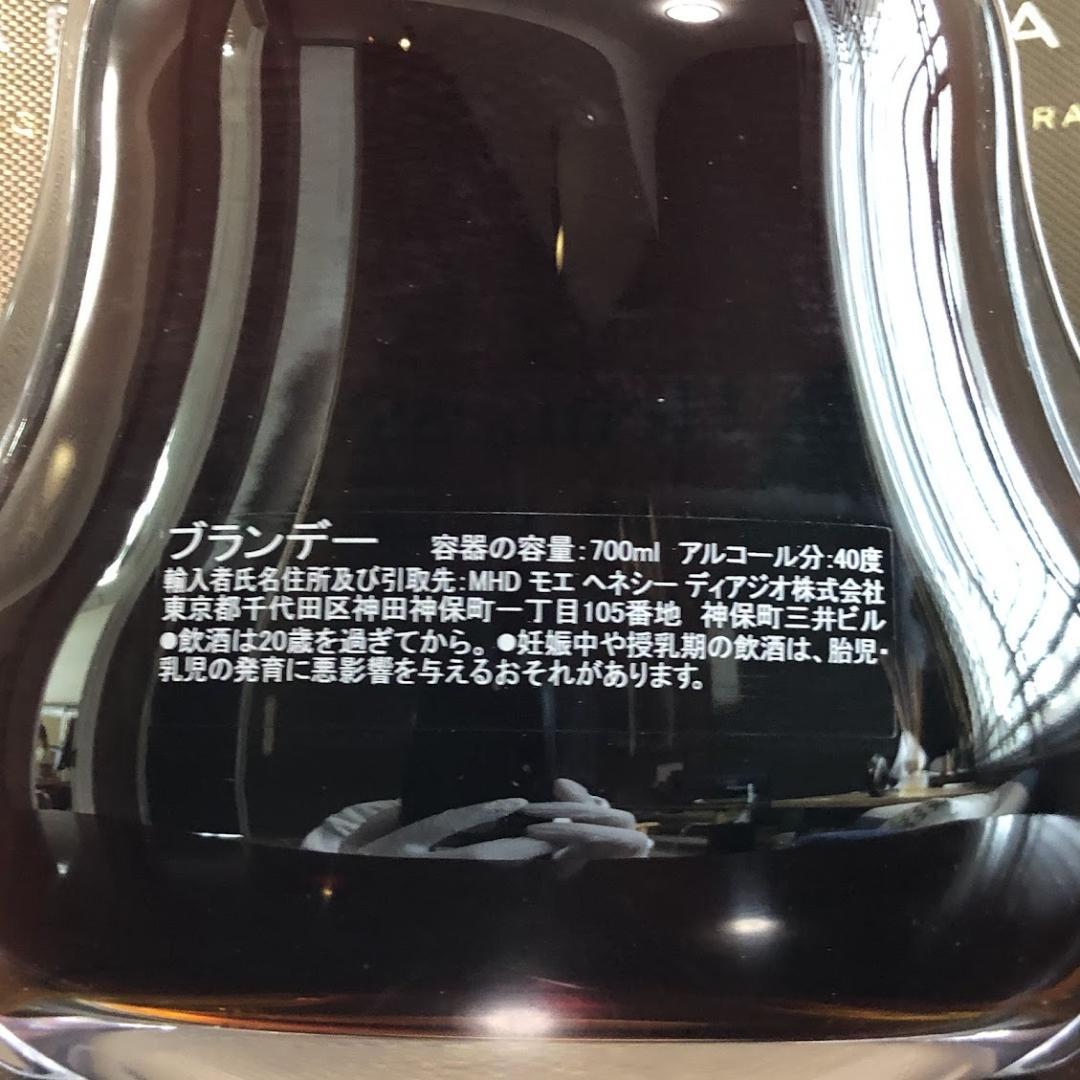 A
RA
ブランデー 容器の容量:700ml アルコール分:40度
輸入者氏名住所及び引取先:MHD モエ ヘネシー ディアジオ株式会社
東京都千代田区神田神保町一丁目105番地 神保町三井ビル
●飲酒は20歳を過ぎてから。●妊娠中や授乳期の飲酒は、胎児・
乳児の発育に悪影響を与えるおそれがあります。